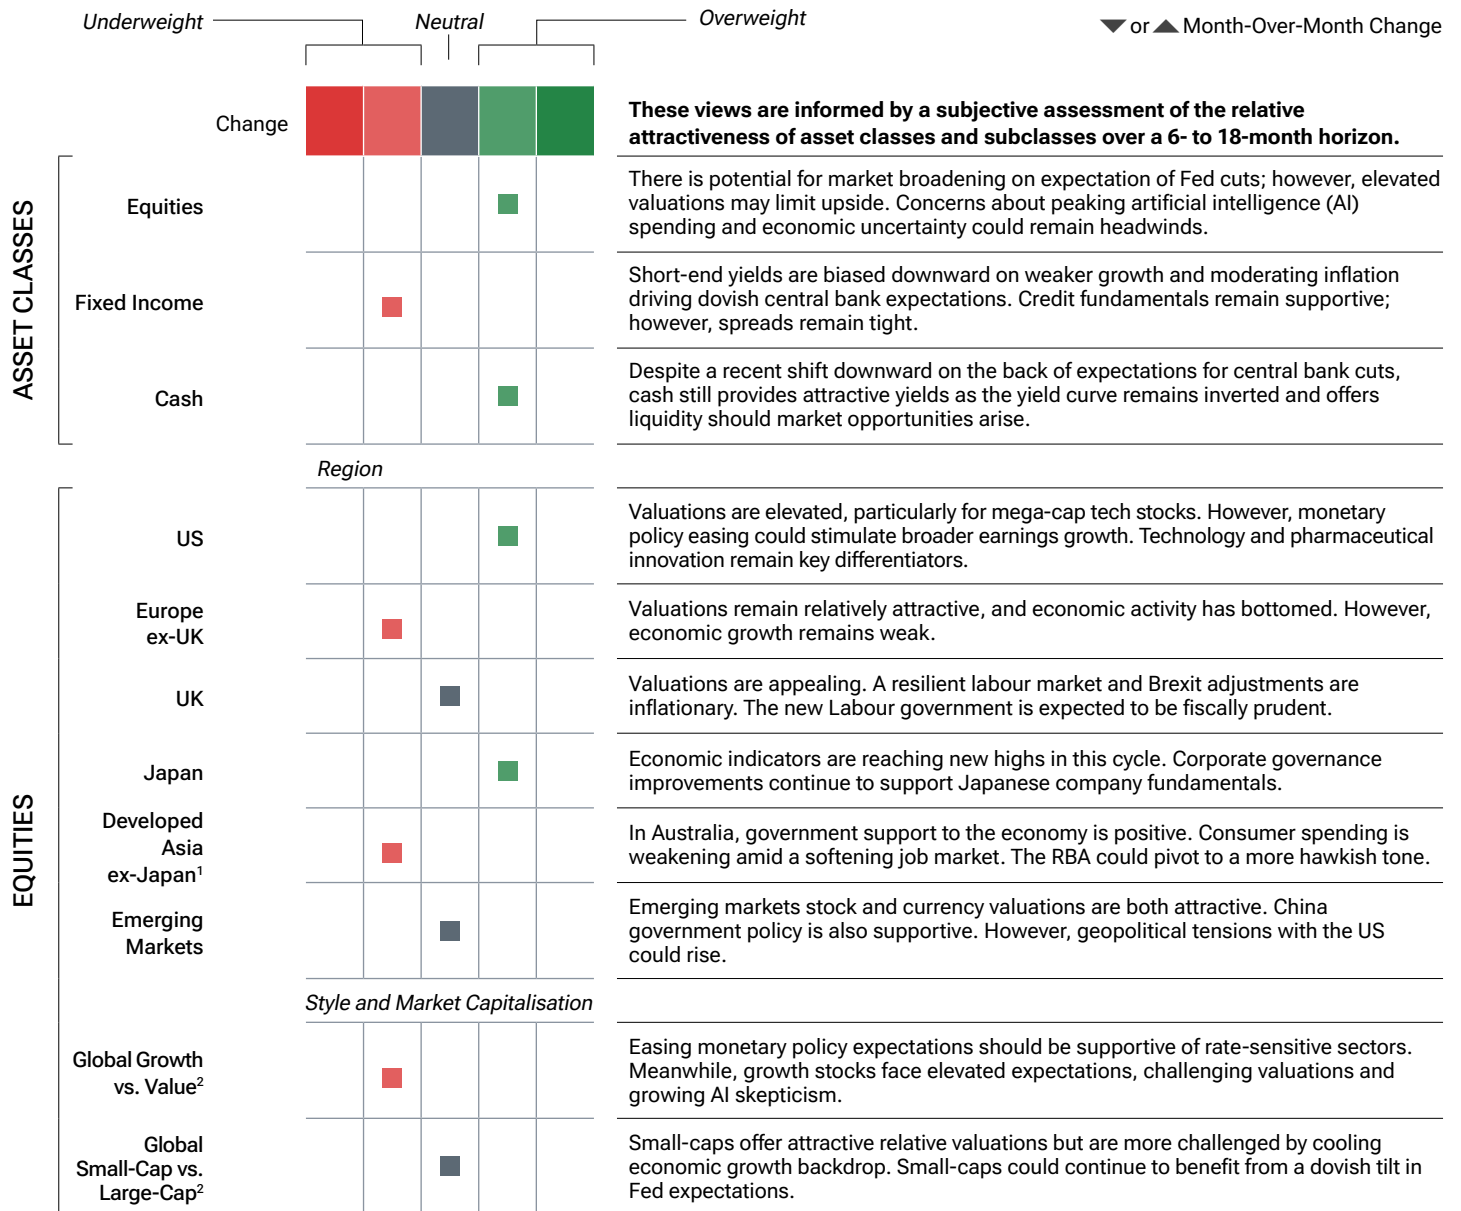 Underweight
Neutral
Overweight
▼ or ▲ Month-Over-Month Change
Change
These views are informed by a subjective assessment of the relative
attractiveness of asset classes and subclasses over a 6- to 18-month horizon.
ASSET CLASSES
Equities
There is potential for market broadening on expectation of Fed cuts; however, elevated
valuations may limit upside. Concerns about peaking artificial intelligence (AI)
spending and economic uncertainty could remain headwinds.
Fixed Income
Short-end yields are biased downward on weaker growth and moderating inflation
driving dovish central bank expectations. Credit fundamentals remain supportive;
however, spreads remain tight.
Cash
Despite a recent shift downward on the back of expectations for central bank cuts,
cash still provides attractive yields as the yield curve remains inverted and offers
liquidity should market opportunities arise.
EQUITIES
Region
US
Valuations are elevated, particularly for mega-cap tech stocks. However, monetary
policy easing could stimulate broader earnings growth. Technology and pharmaceutical
innovation remain key differentiators.
Europe
ex-UK
Valuations remain relatively attractive, and economic activity has bottomed. However,
economic growth remains weak.
UK
Valuations are appealing. A resilient labour market and Brexit adjustments are
inflationary. The new Labour government is expected to be fiscally prudent.
Japan
Economic indicators are reaching new highs in this cycle. Corporate governance
improvements continue to support Japanese company fundamentals.
Developed
Asia
ex-Japan¹
In Australia, government support to the economy is positive. Consumer spending is
weakening amid a softening job market. The RBA could pivot to a more hawkish tone.
Emerging
Markets
Emerging markets stock and currency valuations are both attractive. China
government policy is also supportive. However, geopolitical tensions with the US
could rise.
Style and Market Capitalisation
Global Growth
vs. Value²
Easing monetary policy expectations should be supportive of rate-sensitive sectors.
Meanwhile, growth stocks face elevated expectations, challenging valuations and
growing AI skepticism.
Global
Small-Cap vs.
Large-Cap²
Small-caps offer attractive relative valuations but are more challenged by cooling
economic growth backdrop. Small-caps could continue to benefit from a dovish tilt in
Fed expectations.